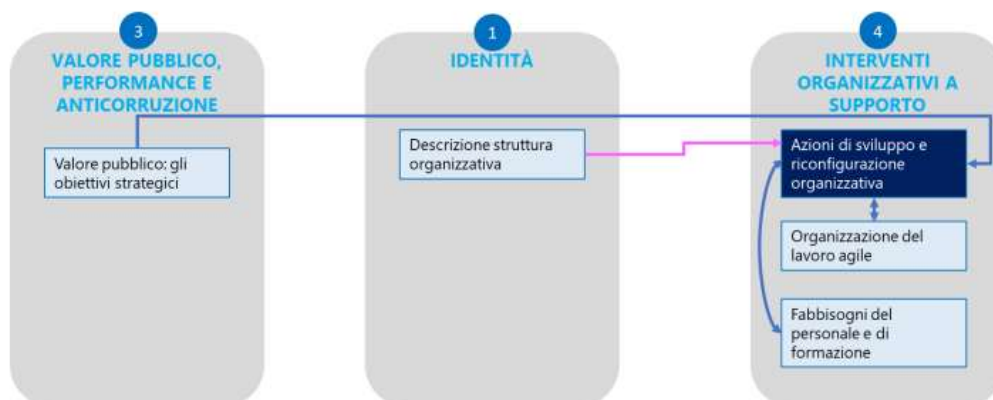 3
VALORE PUBBLICO,
PERFORMANCE E
ANTICORRUZIONE
Valore pubblico: gli
obiettivi strategici
1
IDENTITÀ
Descrizione struttura
organizzativa
4
INTERVENTI
ORGANIZZATIVI A
SUPPORTO
Azioni di sviluppo e
riconfigurazione
organizzativa
Organizzazione del
lavoro agile
Fabbisogni del
personale e di
formazione